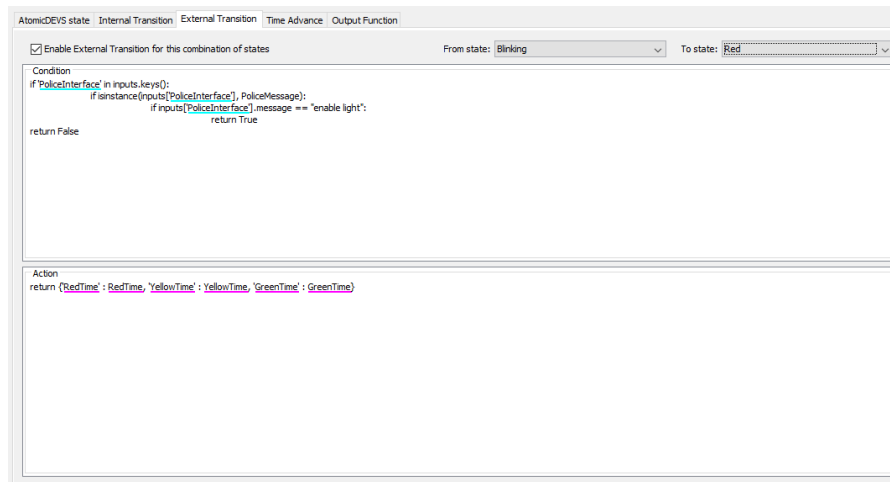 AtomicDEVS state Internal Transition External Transition Time Advance Output Function
Enable External Transition for this combination of states From state: Blinking To state: Red
Condition
if 'PoliceInterface' in inputs.keys():
if isinstance(inputs['PoliceInterface'], PoliceMessage):
if inputs['PoliceInterface'].message == "enable light":
return True
return False
Action
return {'RedTime' : RedTime, 'YellowTime' : YellowTime, 'GreenTime' : GreenTime}